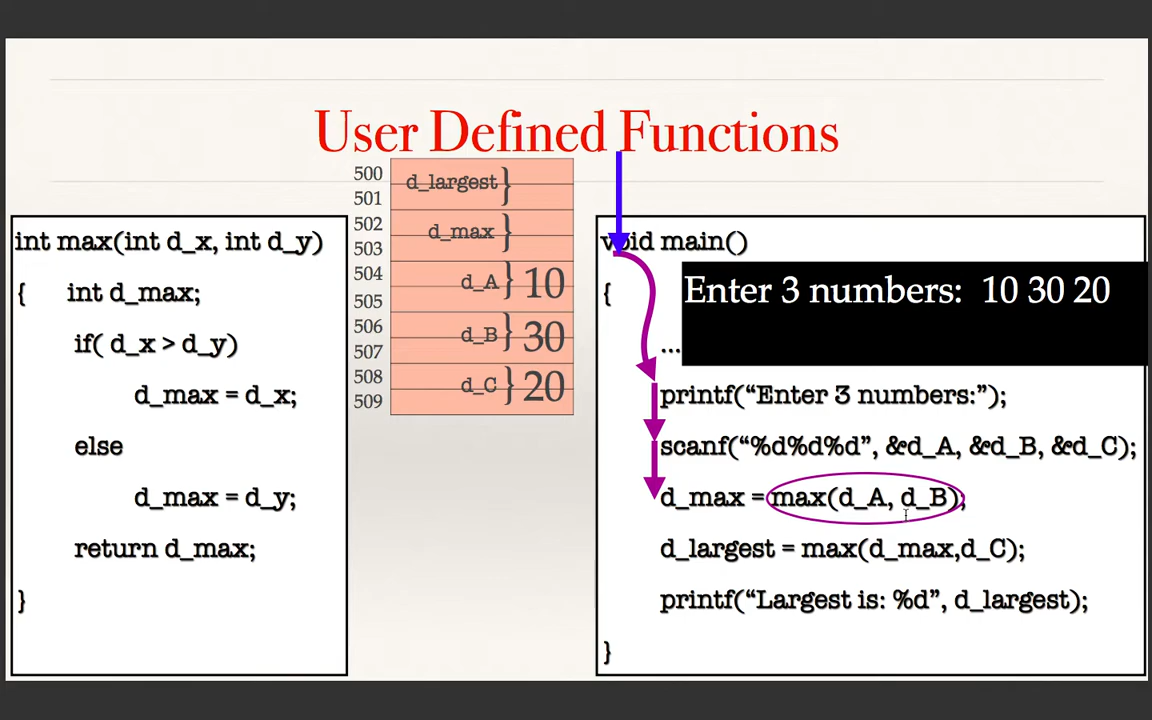 User Defined Functions
int max(int d_x, int d_y)
{ int d_max;
if( d_x > d_y)
d_max = d_x;
else
d_max = d_y;
return d_max;
}
500
501
d_largest }
502
503
d_max }
504
505
d_A } 10
506
507
d_B } 30
508
509
d_C } 20
void main()
{
Enter 3 numbers: 10 30 20
...
printf(“Enter 3 numbers:”);
scanf(“%d%d%d”, &d_A, &d_B, &d_C);
d_max = max(d_A, d_B);
d_largest = max(d_max,d_C);
printf(“Largest is: %d”, d_largest);
}